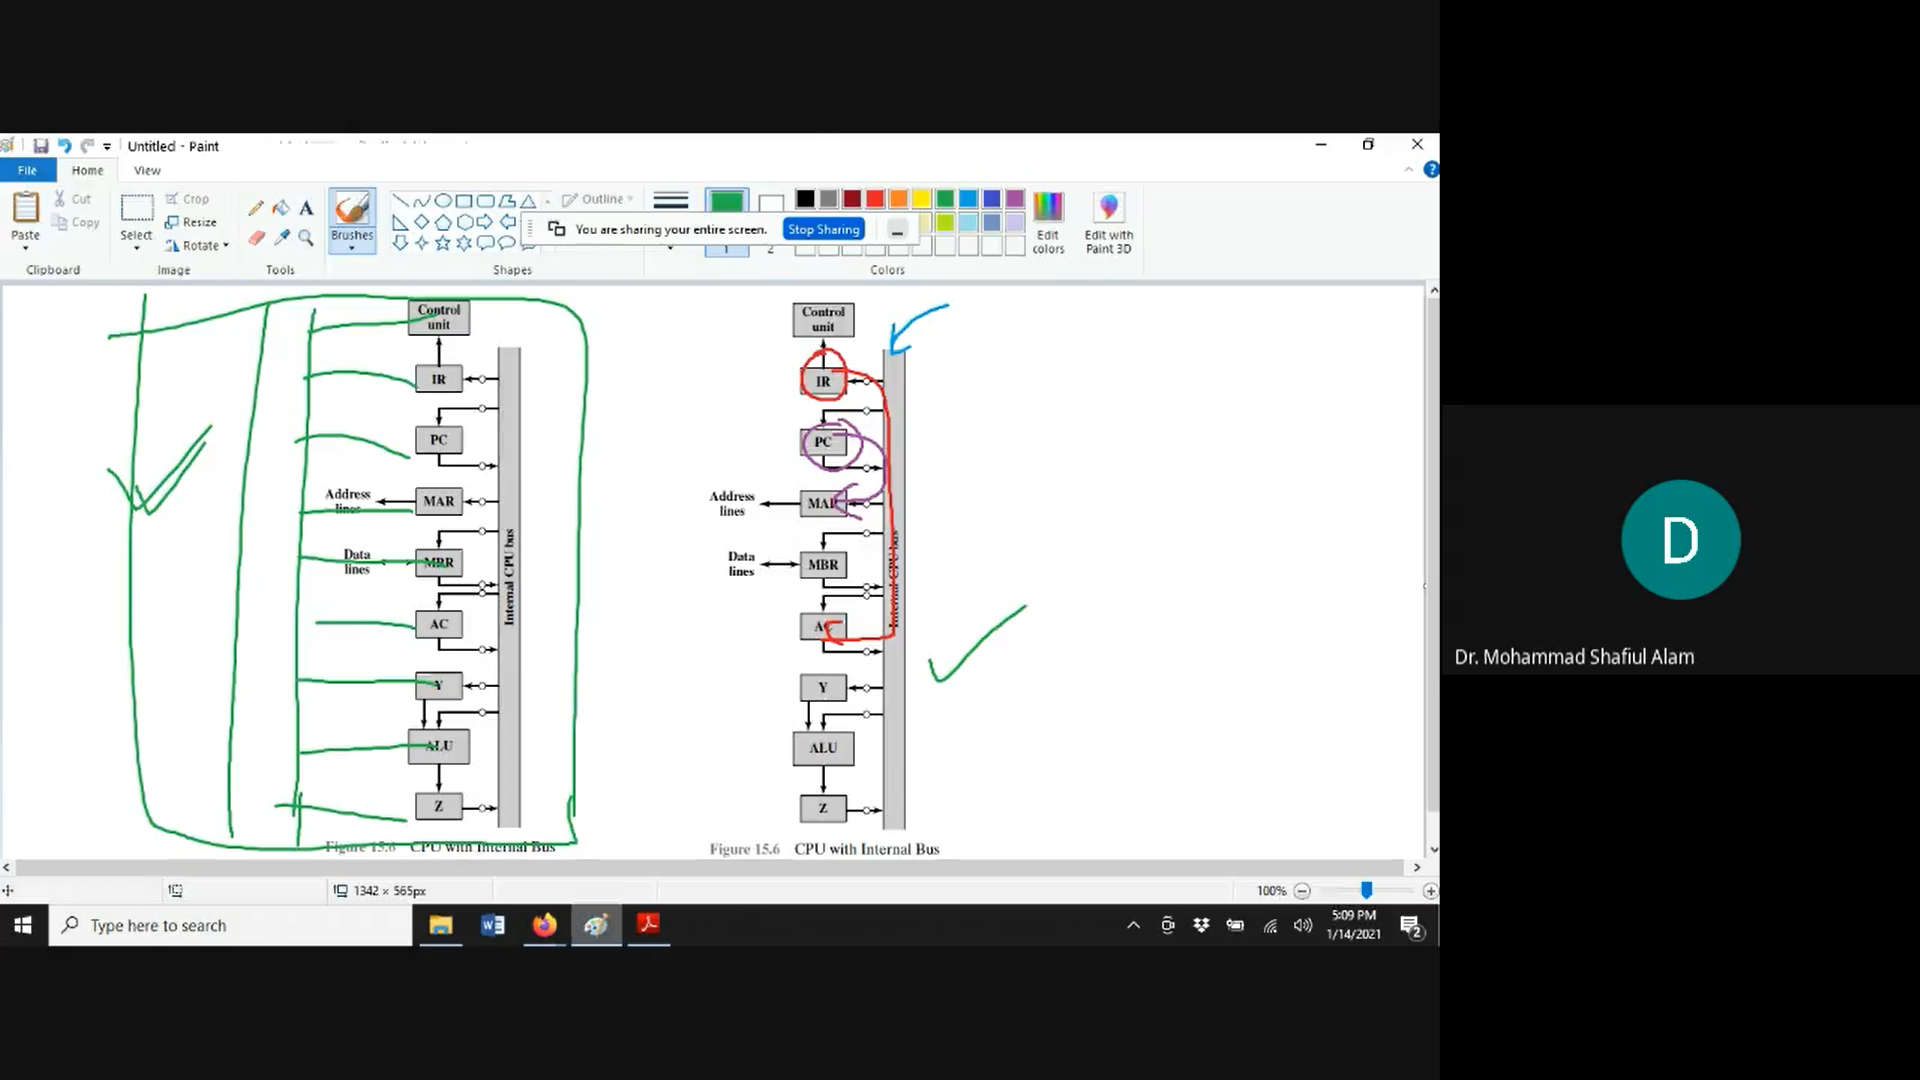 Untitled - Paint
File
Home
View
Paste
Cut
Copy
Clipboard
Select
Crop
Resize
Rotate
Image
A
Tools
Brushes
Outline
Shapes
You are sharing your entire screen.
Stop Sharing
1
2
Edit colors
Edit with Paint 3D
Colors
Control unit
IR
PC
Address lines
MAR
Data lines
MBR
AC
Y
ALU
Z
Internal CPU bus
Figure 15.6 CPU with Internal Bus
Control unit
IR
PC
Address lines
MAR
Data lines
MBR
AC
Y
ALU
Z
Internal CPU bus
Figure 15.6 CPU with Internal Bus
1342 × 565px
100%
Type here to search
W
5:09 PM
1/14/2021
2
D
Dr. Mohammad Shafiul Alam